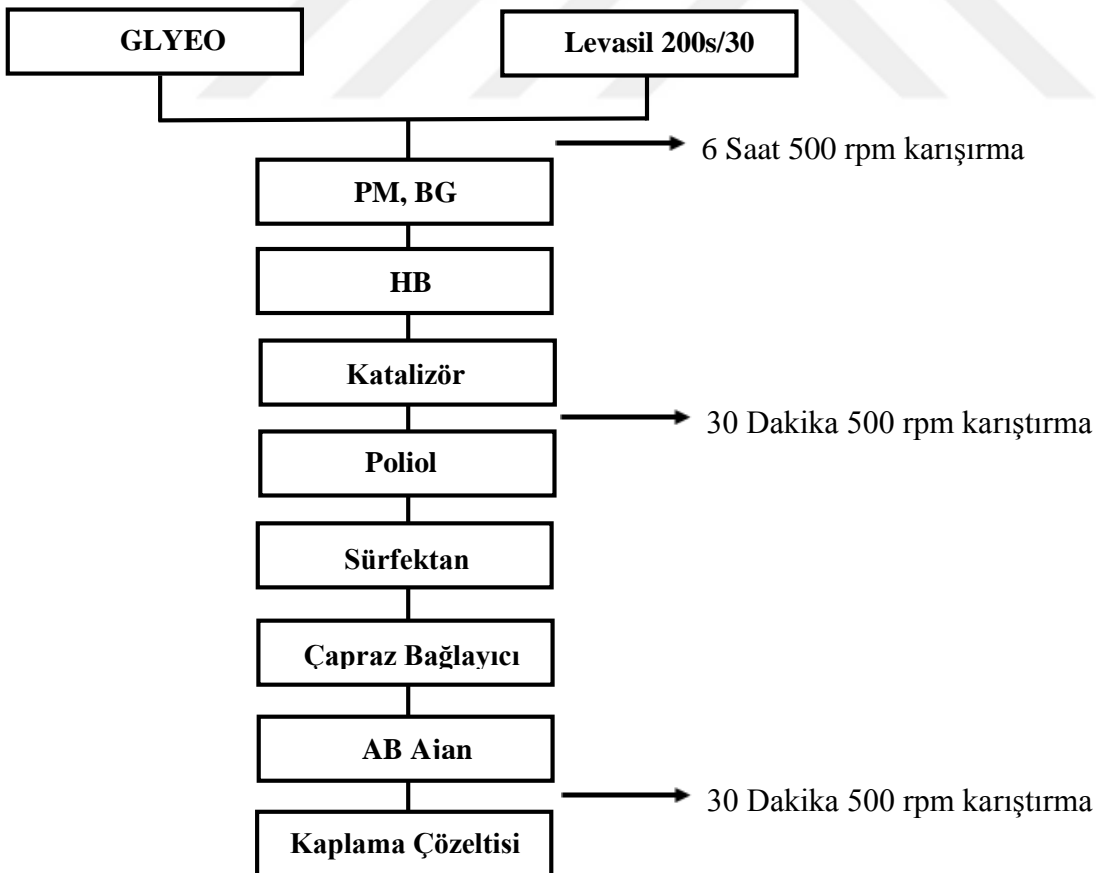 GLYEO
Levasil 200s/30
6 Saat 500 rpm karışırma
PM, BG
HB
Katalizör
30 Dakika 500 rpm karıştırma
Poliol
Sürfektan
Çapraz Bağlayıcı
AB Ajan
30 Dakika 500 rpm karıştırma
Kaplama Çözeltisi